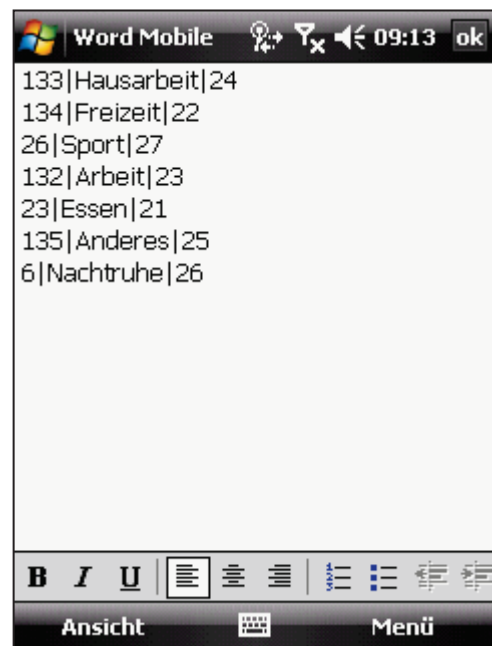 Word Mobile 09:13 ok
133|Hausarbeit|24
134|Freizeit|22
26|Sport|27
132|Arbeit|23
23|Essen|21
135|Anderes|25
6|Nachtruhe|26
B I U
Ansicht Menü